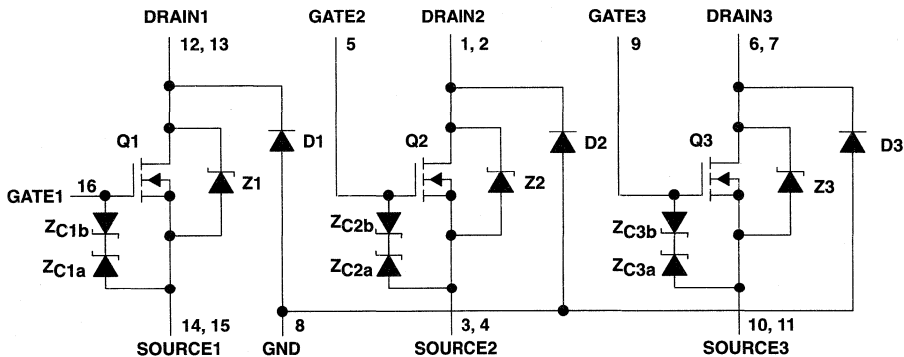 DRAIN1 GATE2 DRAIN2 GATE3 DRAIN3
12, 13 5 1, 2 9 6, 7
Q1 D1 Q2 D2 Q3 D3
GATE1 16 Z1 Z2 Z3
ZC1b ZC2b ZC3b
ZC1a ZC2a ZC3a
14, 15 8 3, 4 10, 11
SOURCE1 GND SOURCE2 SOURCE3